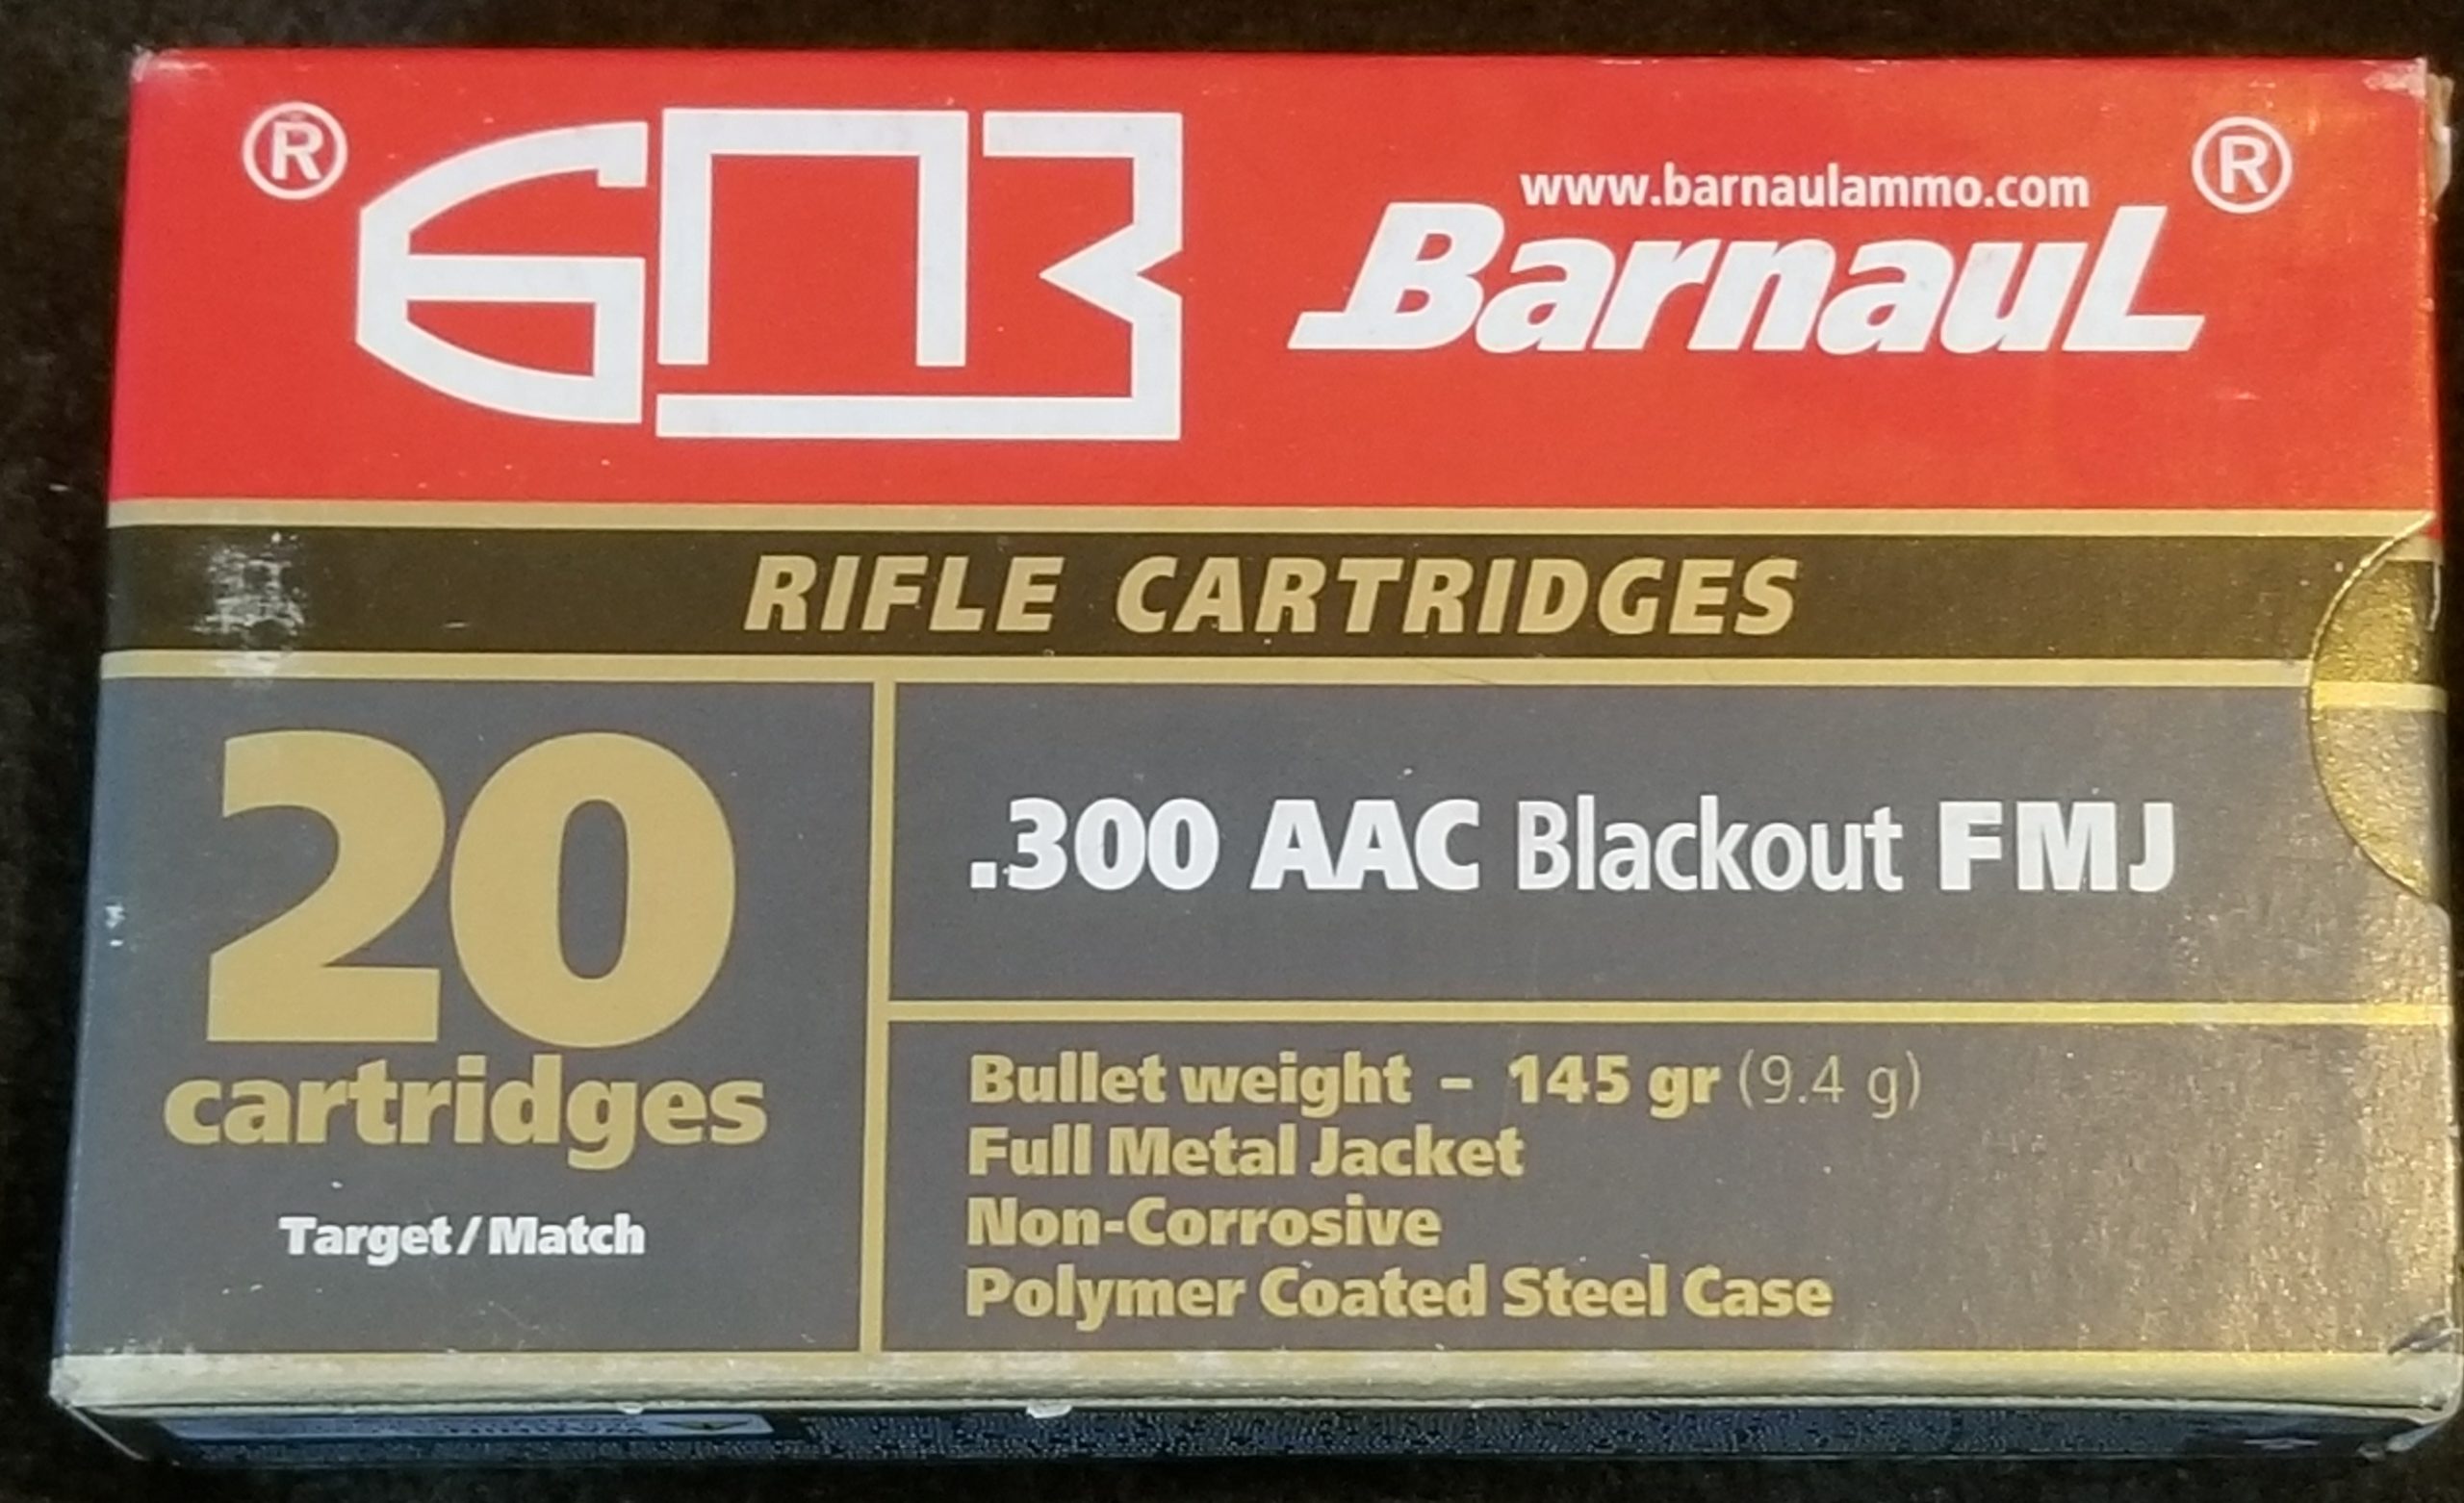 ® БПЗ
www.barnaulammo.com ®
Barnaul
RIFLE CARTRIDGES
20
cartridges
Target/Match
.300 AAC Blackout FMJ
Bullet weight – 145 gr (9.4 g)
Full Metal Jacket
Non-Corrosive
Polymer Coated Steel Case